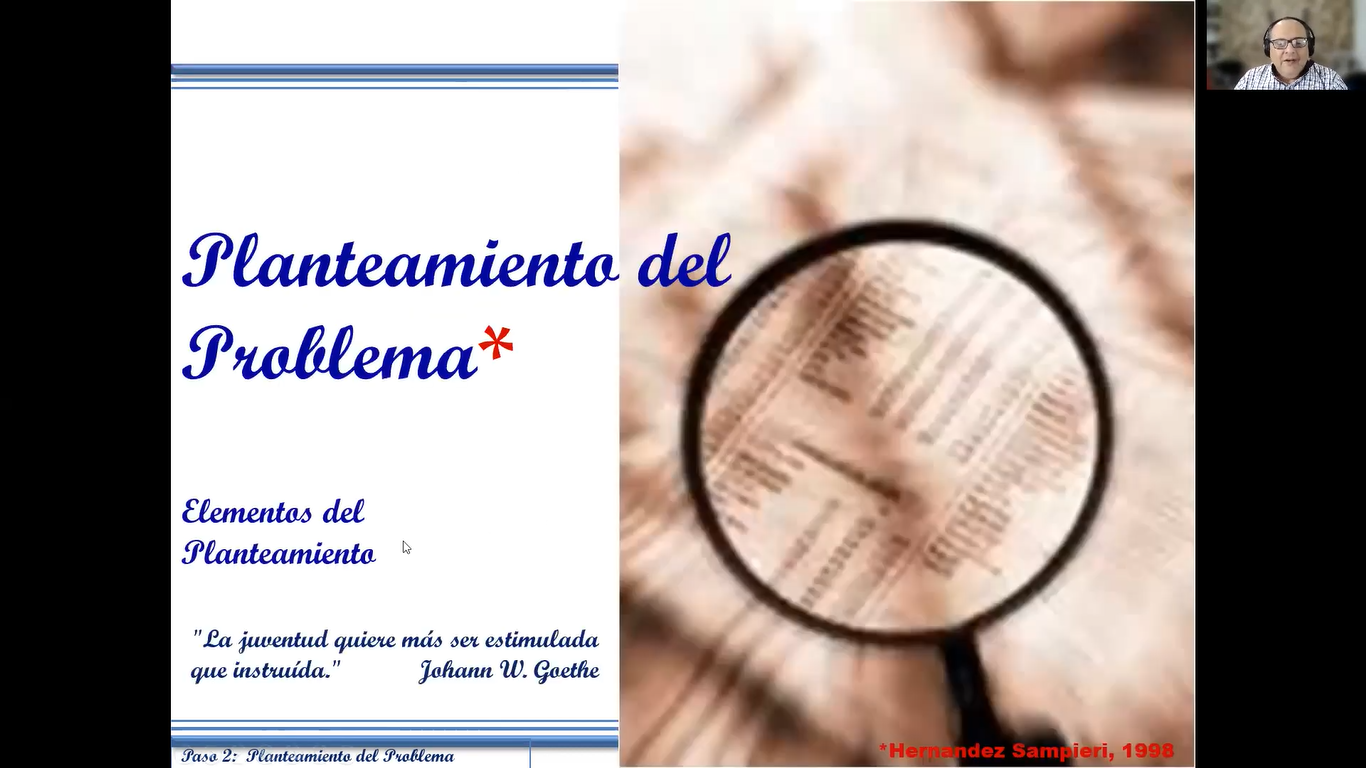 Planteamiento del
Problema*
Elementos del
Planteamiento
"La juventud quiere más ser estimulada
que instruída." Johann W. Goethe
Paso 2: Planteamiento del Problema
*Hernandez Sampieri, 1998